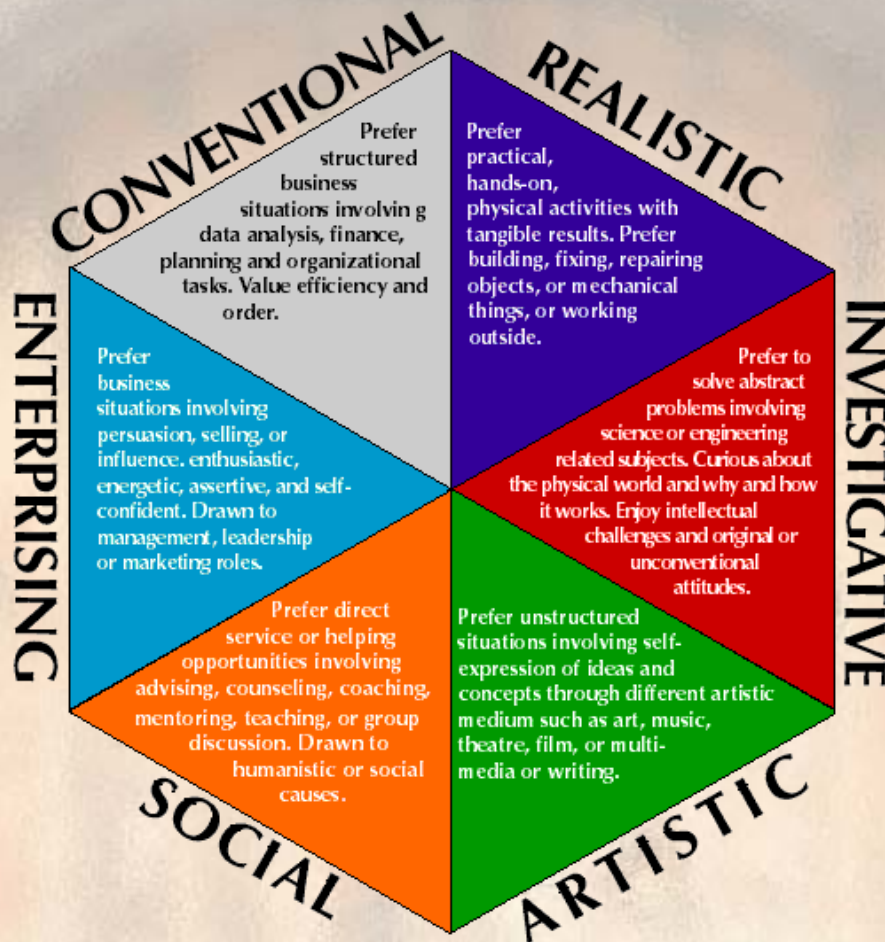 CONVENTIONAL
Prefer
structured
business
situations involvin g
data analysis, finance,
planning and organizational
tasks. Value efficiency and
order.
REALISTIC
Prefer
practical,
hands-on,
physical activities with
tangible results. Prefer
building, fixing, repairing
objects, or mechanical
things, or working
outside.
INVESTIGATIVE
Prefer to
solve abstract
problems involving
science or engineering
related subjects. Curious about
the physical world and why and how
it works. Enjoy intellectual
challenges and original or
unconventional
attitudes.
ARTISTIC
Prefer unstructured
situations involving self-
expression of ideas and
concepts through different artistic
medium such as art, music,
theatre, film, or multi-
media or writing.
SOCIAL
Prefer direct
service or helping
opportunities involving
advising, counseling, coaching,
mentoring, teaching, or group
discussion. Drawn to
humanistic or social
causes.
ENTERPRISING
Prefer
business
situations involving
persuasion, selling, or
influence. enthusiastic,
energetic, assertive, and self-
confident. Drawn to
management, leadership
or marketing roles.